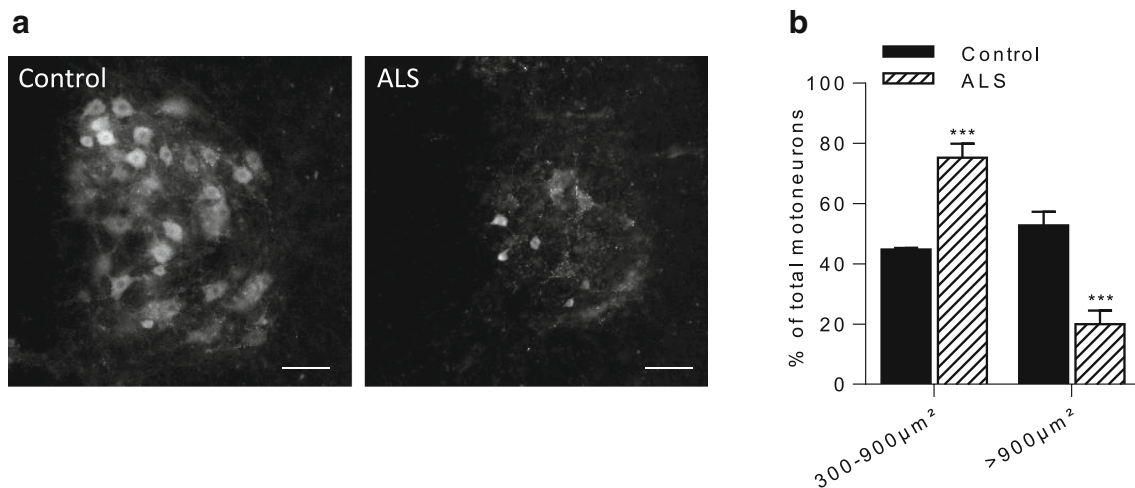 a
Control
ALS
b
Control
ALS
% of total motoneurons
100
80
60
40
20
0
***
***
300-900µm²
>900µm²